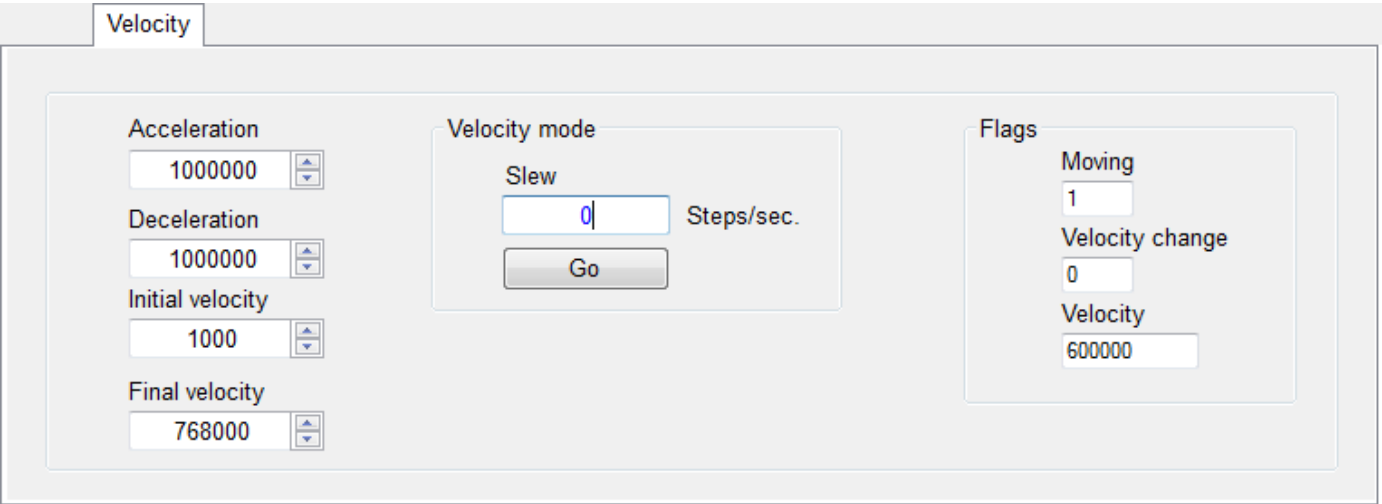 Velocity
Acceleration
1000000
Deceleration
1000000
Initial velocity
1000
Final velocity
768000
Velocity mode
Slew
0 Steps/sec.
Go
Flags
Moving
1
Velocity change
0
Velocity
600000